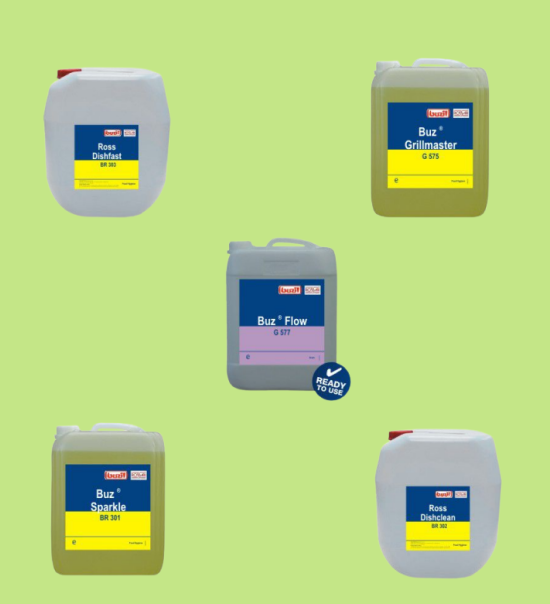 buzil
Ross
Dishfast
BR 303
buzil
Buz ®
Grillmaster
G 575
e
buzil
Buz ® Flow
G 577
e
READY
TO USE
buzil
Buz ®
Sparkle
BR 301
e
buzil
Ross
Dishclean
BR 302